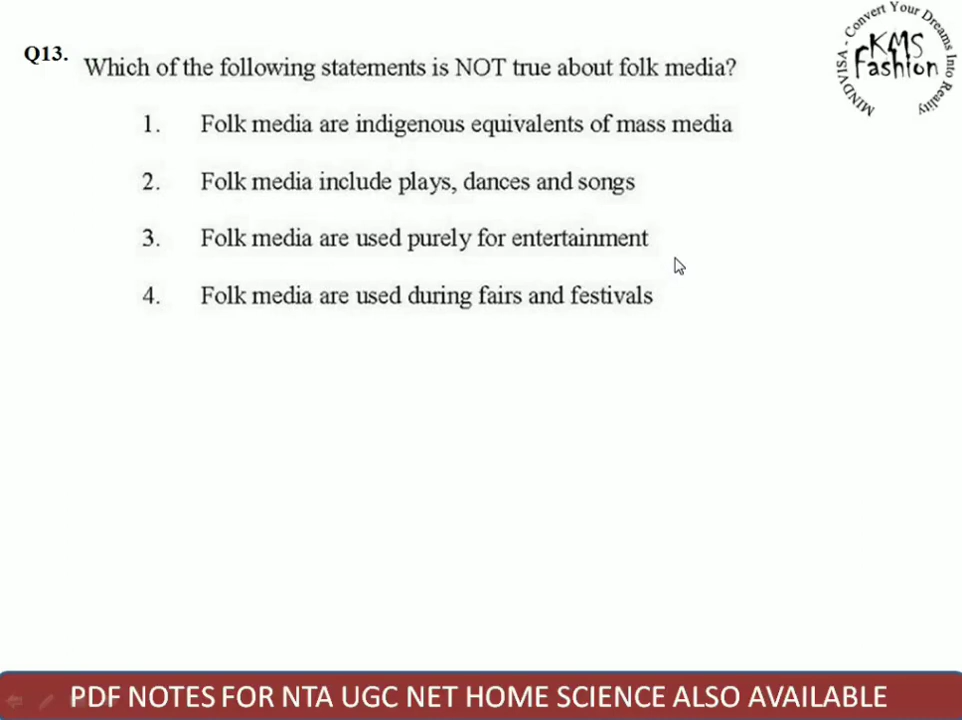 Q13.
Which of the following statements is NOT true about folk media?
1. Folk media are indigenous equivalents of mass media
2. Folk media include plays, dances and songs
3. Folk media are used purely for entertainment
4. Folk media are used during fairs and festivals
MINDVISA - Convert Your Dreams Into Reality
KMS
Fashion
PDF NOTES FOR NTA UGC NET HOME SCIENCE ALSO AVAILABLE